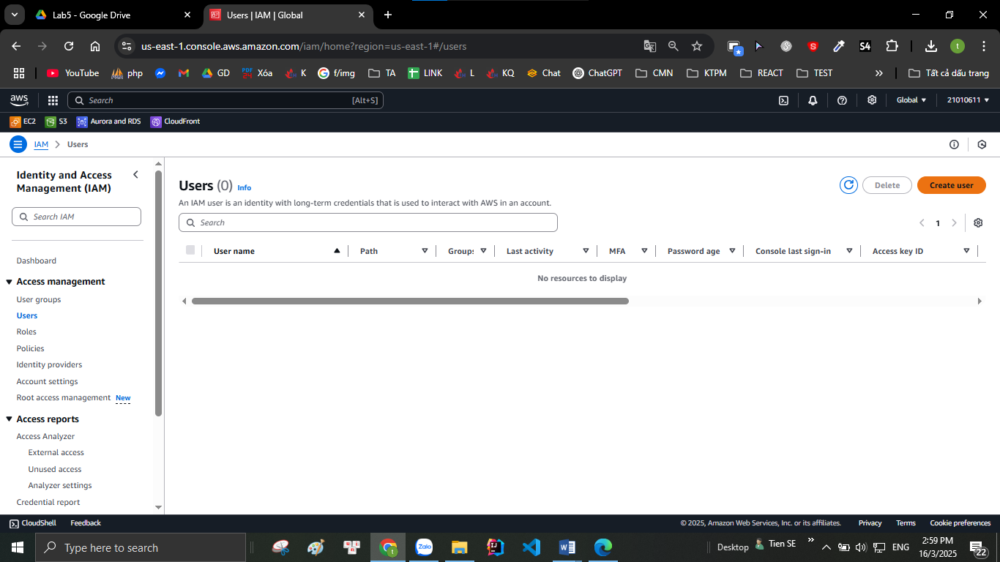 Lab5 - Google Drive
Users | IAM | Global
us-east-1.console.aws.amazon.com/iam/home?region=us-east-1#/users
YouTube
php
GD
PDF 24
Xóa
K
f/img
TA
LINK
L
KQ
Chat
ChatGPT
CMN
KTPM
REACT
TEST
»
Tất cả dấu trang
S4
t
aws
Search
[Alt+S]
Global
21010611
EC2
S3
Aurora and RDS
CloudFront
IAM
Users
Identity and Access
Management (IAM)
Search IAM
Dashboard
Access management
User groups
Users
Roles
Policies
Identity providers
Account settings
Root access management New
Access reports
Access Analyzer
External access
Unused access
Analyzer settings
Credential report
Users (0) Info
Delete
Create user
An IAM user is an identity with long-term credentials that is used to interact with AWS in an account.
Search
1
User name
Path
Groups
Last activity
MFA
Password age
Console last sign-in
Access key ID
No resources to display
CloudShell
Feedback
© 2025, Amazon Web Services, Inc. or its affiliates.
Privacy
Terms
Cookie preferences
Type here to search
Zalo
Desktop
Tien SE
ENG
2:59 PM
16/3/2025
22